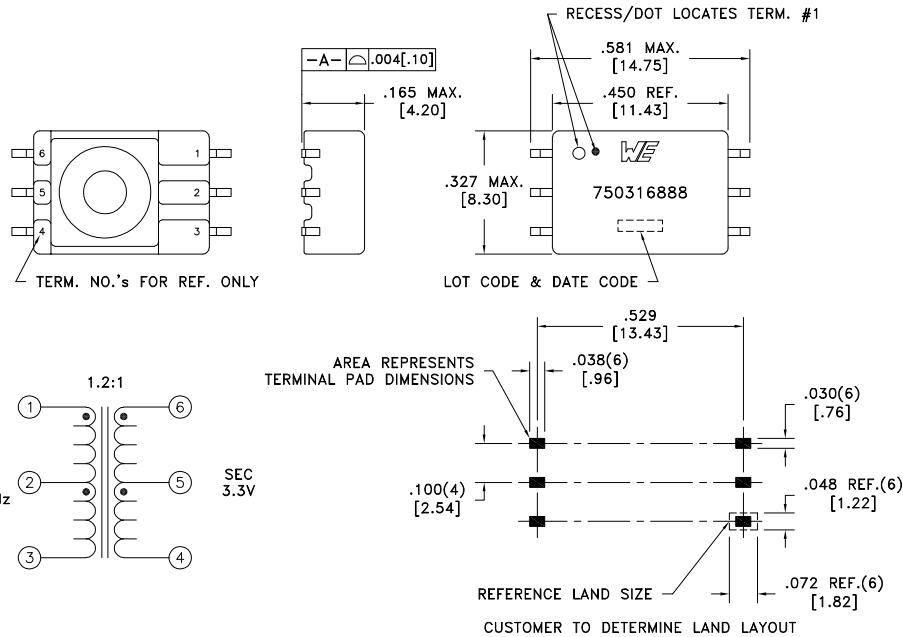 RECESS/DOT LOCATES TERM. #1
-A-
.004[.10]
.165 MAX.
[4.20]
.581 MAX.
[14.75]
.450 REF.
[11.43]
6
5
4
1
2
3
TERM. NO.'s FOR REF. ONLY
.327 MAX.
[8.30]
WE
750316888
LOT CODE & DATE CODE
1.2:1
1
2
3
6
5
4
Hz
SEC
3.3V
.529
[13.43]
AREA REPRESENTS
TERMINAL PAD DIMENSIONS
.038(6)
[.96]
.030(6)
[.76]
.100(4)
[2.54]
.048 REF.(6)
[1.22]
.072 REF.(6)
[1.82]
REFERENCE LAND SIZE
CUSTOMER TO DETERMINE LAND LAYOUT